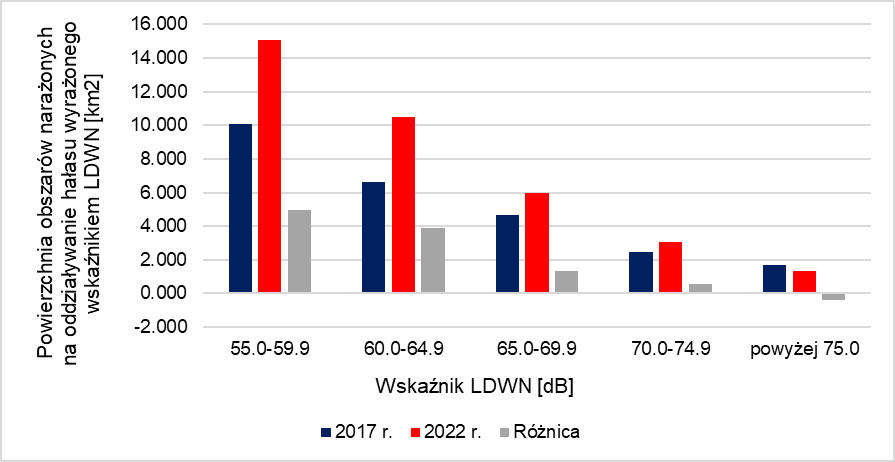 Powierzchnia obszarów narażonych
na oddziaływanie hałasu wyrażonego
wskaźnikiem LDWN [km2]
16.000
14.000
12.000
10.000
8.000
6.000
4.000
2.000
0.000
-2.000
55.0-59.9 60.0-64.9 65.0-69.9 70.0-74.9 powyżej 75.0
Wskaźnik LDWN [dB]
2017 r. 2022 r. Różnica